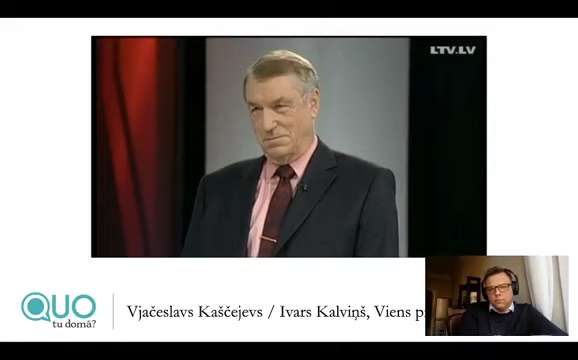 LTV.LV
QUO
tu domā?
Vjačeslavs Kaščejevs / Ivars Kalviņš, Viens